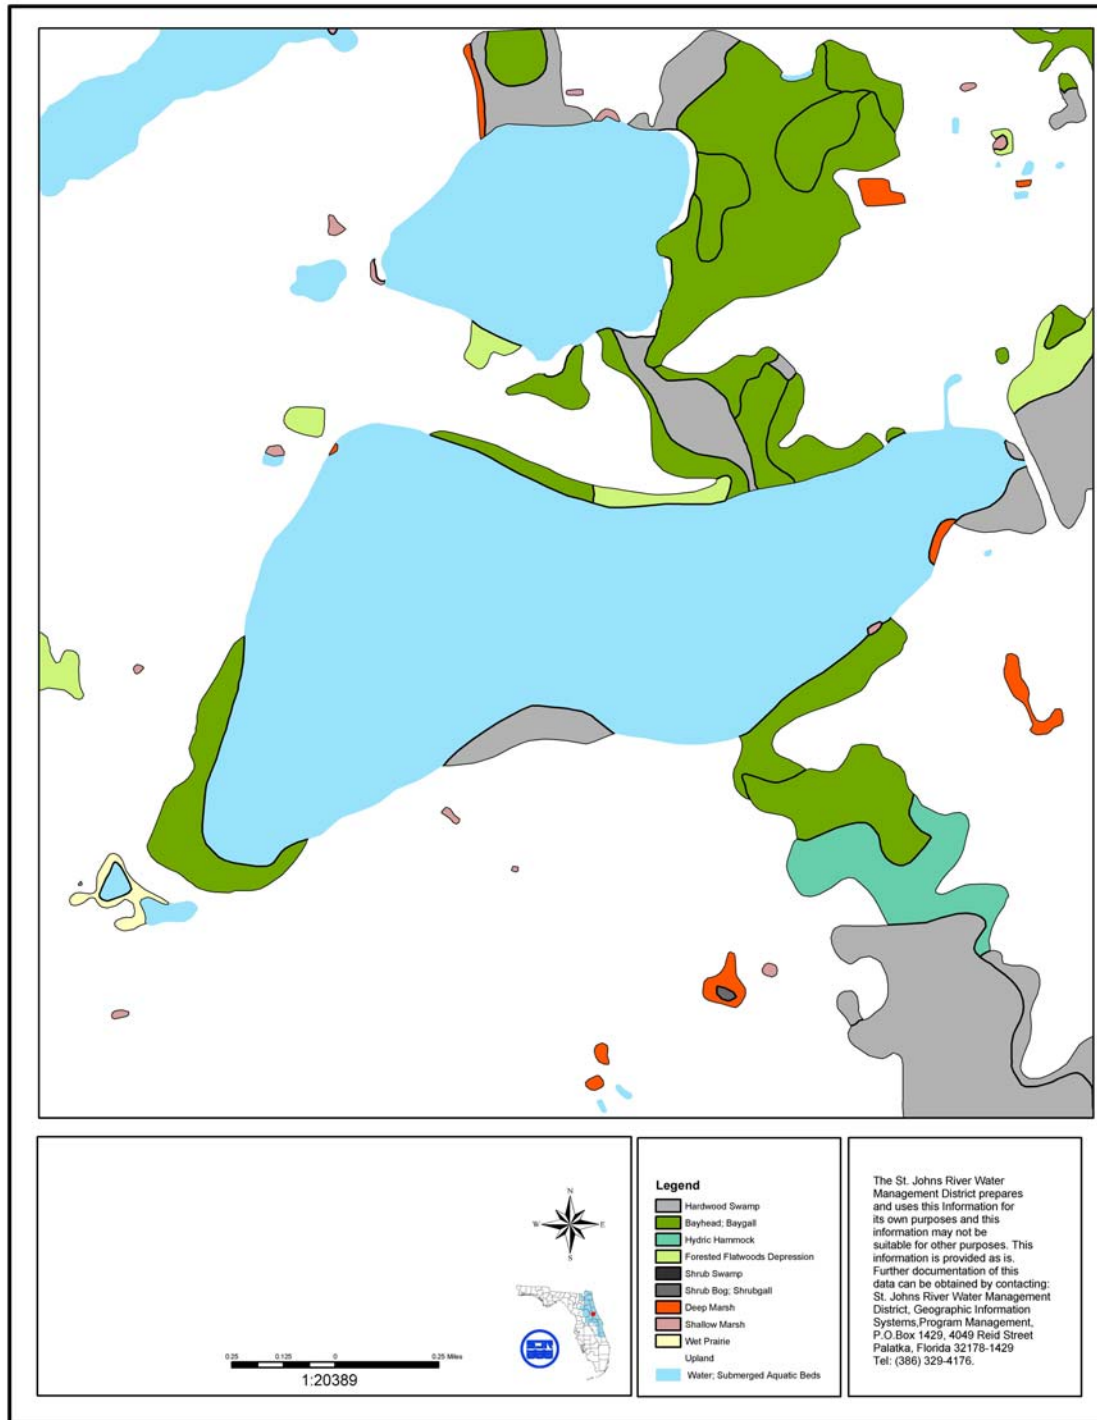 N
W
E
S
0.25
0.125
0
0.25 Miles
1:20389
Legend
Hardwood Swamp
Bayhead; Baygall
Hydric Hammock
Forested Flatwoods Depression
Shrub Swamp
Shrub Bog; Shrubgall
Deep Marsh
Shallow Marsh
Wet Prairie
Upland
Water; Submerged Aquatic Beds
The St. Johns River Water
Management District prepares
and uses this Information for
its own purposes and this
information may not be
suitable for other purposes. This
information is provided as is.
Further documentation of this
data can be obtained by contacting:
St. Johns River Water Management
District, Geographic Information
Systems,Program Management,
P.O.Box 1429, 4049 Reid Street
Palatka, Florida 32178-1429
Tel: (386) 329-4176.